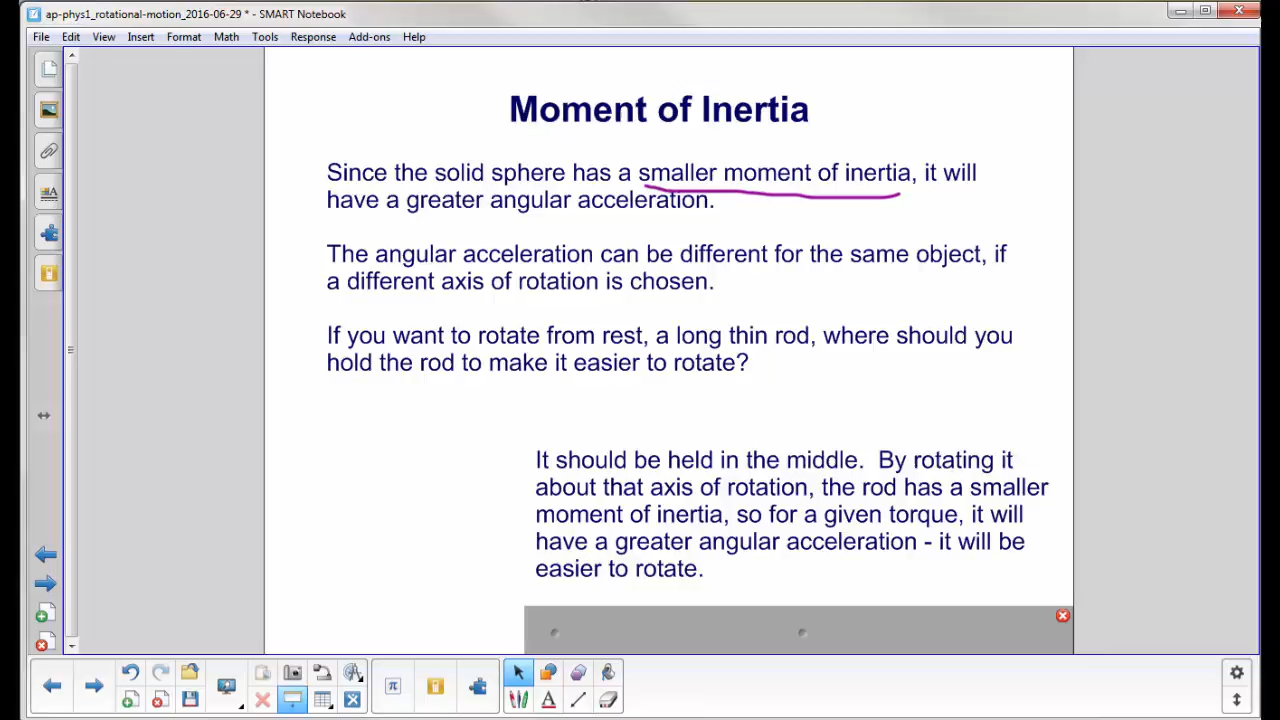 ap-phys1_rotational-motion_2016-06-29 * - SMART Notebook
File Edit View Insert Format Math Tools Response Add-ons Help
Moment of Inertia
Since the solid sphere has a smaller moment of inertia, it will
have a greater angular acceleration.
The angular acceleration can be different for the same object, if
a different axis of rotation is chosen.
If you want to rotate from rest, a long thin rod, where should you
hold the rod to make it easier to rotate?
It should be held in the middle.  By rotating it
about that axis of rotation, the rod has a smaller
moment of inertia, so for a given torque, it will
have a greater angular acceleration - it will be
easier to rotate.